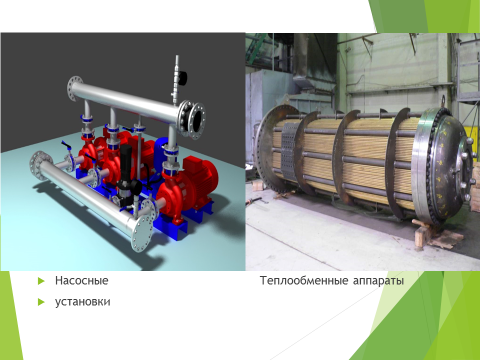 Насосные
установки
Теплообменные аппараты